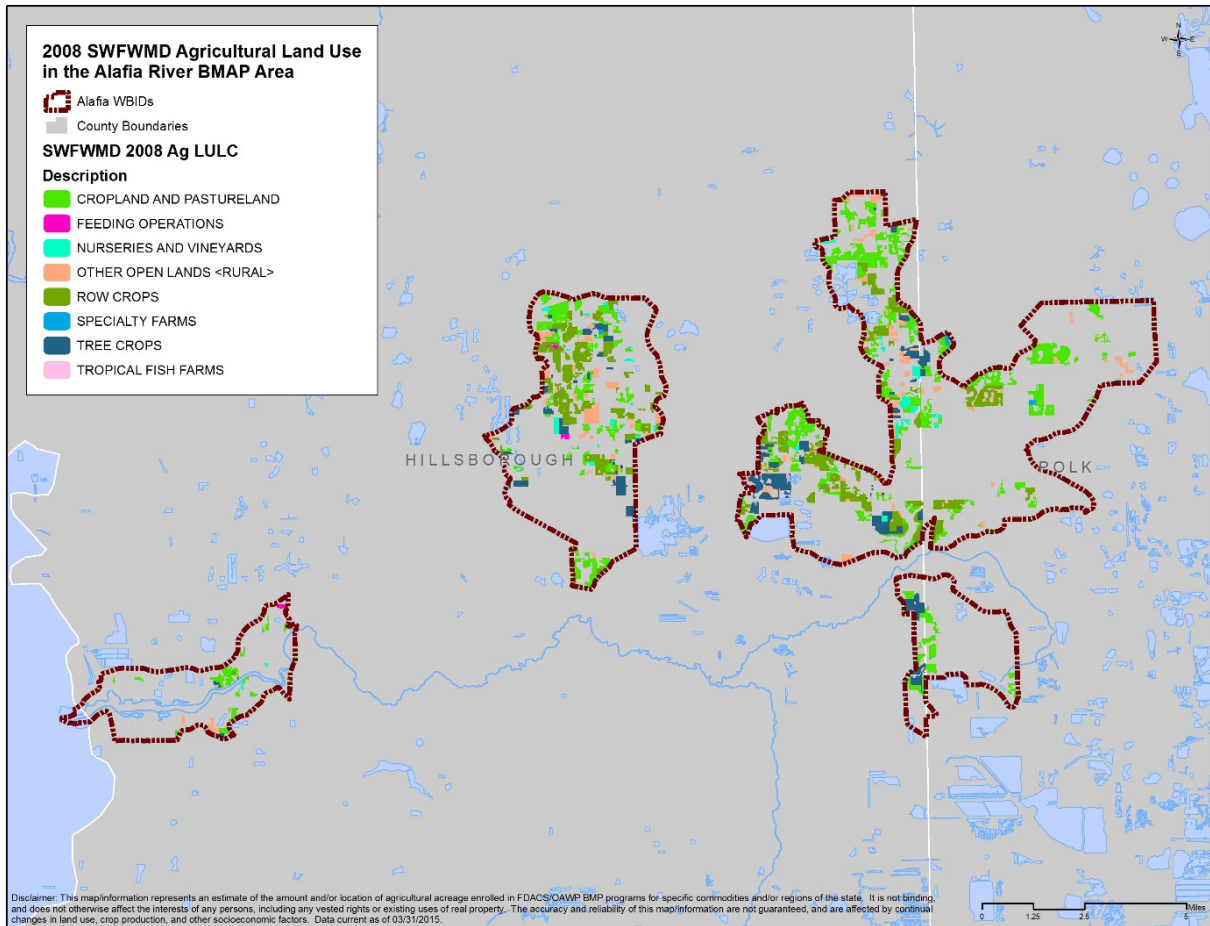 2008 SWFWMD Agricultural Land Use
in the Alafia River BMAP Area
Alafia WBIDs
County Boundaries
SWFWMD 2008 Ag LULC
Description
CROPLAND AND PASTURELAND
FEEDING OPERATIONS
NURSERIES AND VINEYARDS
OTHER OPEN LANDS <RURAL>
ROW CROPS
SPECIALTY FARMS
TREE CROPS
TROPICAL FISH FARMS
N
W E
S
HILLSBOROUGH
POLK
Disclaimer: This map/information represents an estimate of the amount and/or location of agricultural acreage enrolled in FDACS/OAWP BMP programs for specific commodities and/or regions of the state. It is not binding,
and does not otherwise affect the interests of any persons, including any vested rights or existing uses of real property. The accuracy and reliability of this map/information are not guaranteed, and are affected by continual
changes in land use, crop production, and other socioeconomic factors. Data current as of 03/31/2015.
Miles
0 1.25 2.5 5